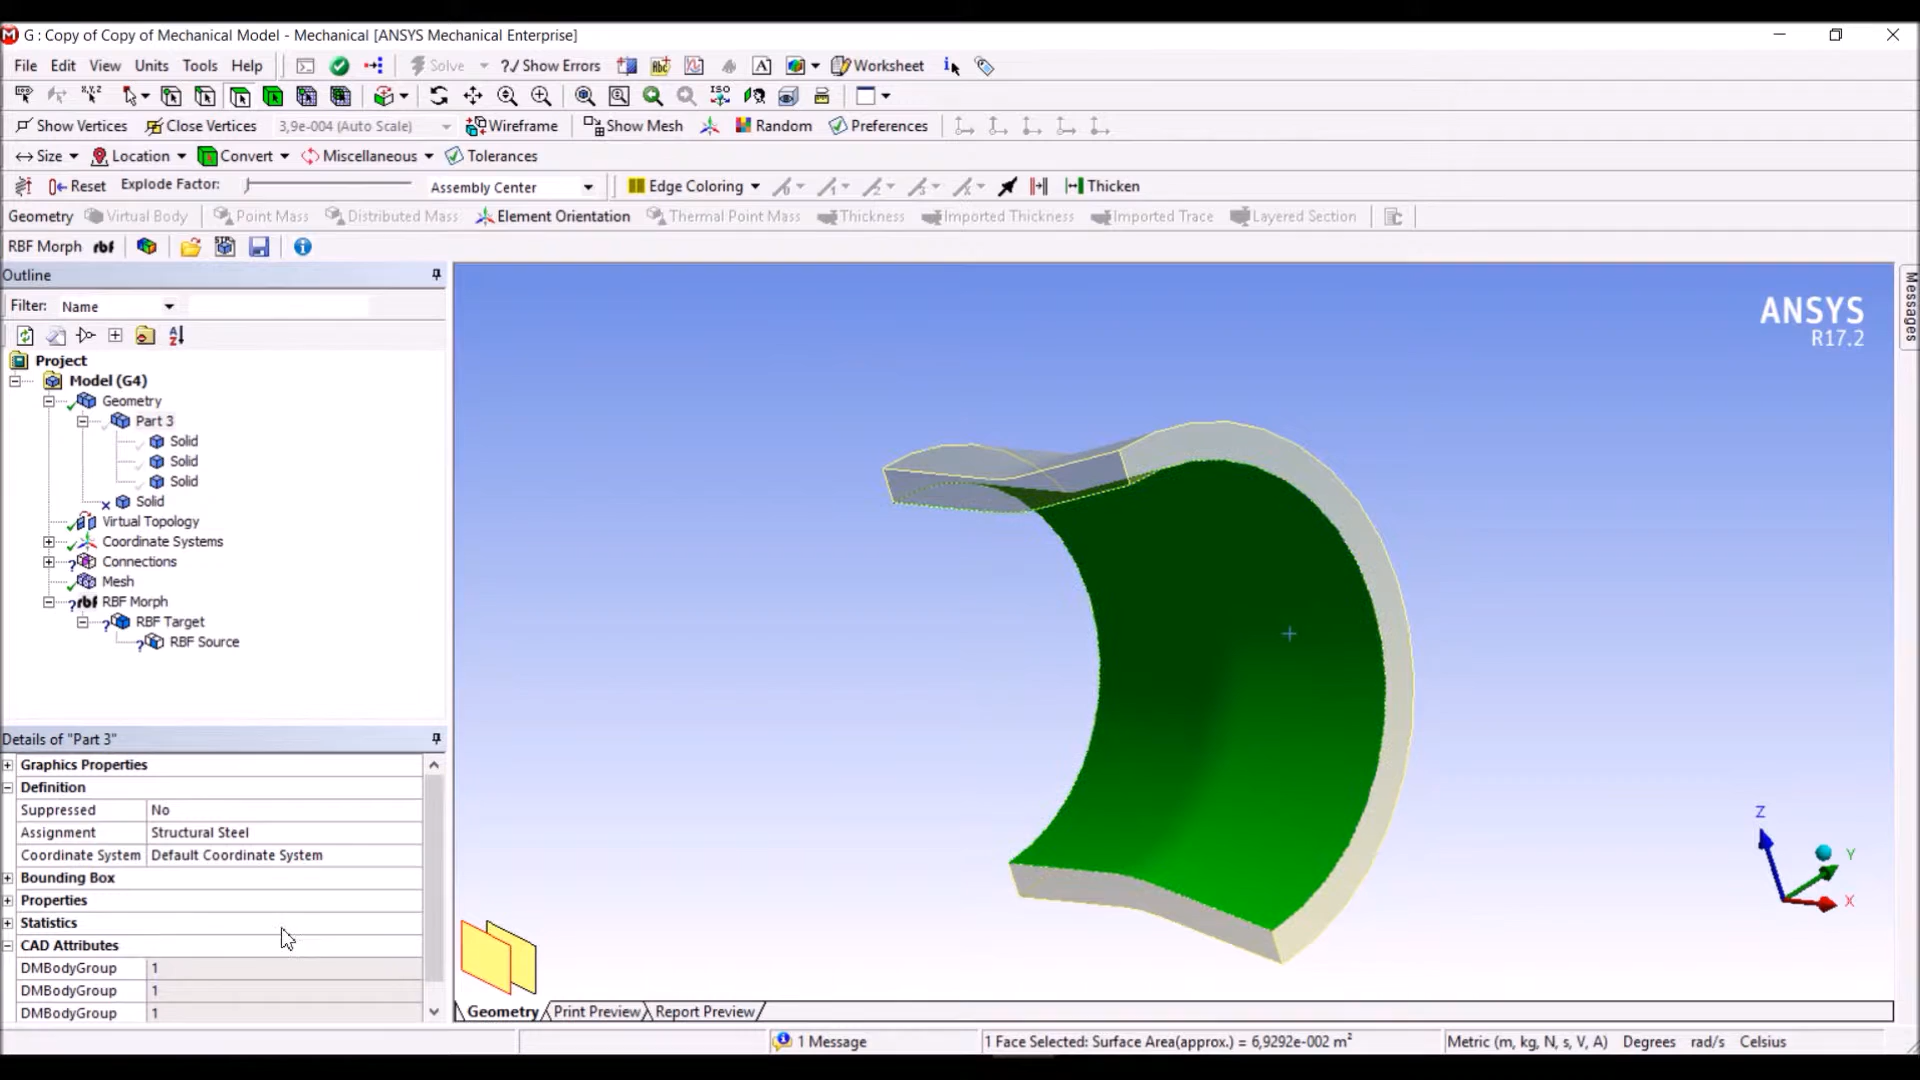 G : Copy of Copy of Mechanical Model - Mechanical [ANSYS Mechanical Enterprise]
File Edit View Units Tools Help Solve ?/ Show Errors Worksheet
Show Vertices Close Vertices 3,9e-004 (Auto Scale) Wireframe Show Mesh Random Preferences
Size Location Convert Miscellaneous Tolerances
Reset Explode Factor: Assembly Center Edge Coloring Thicken
Geometry Virtual Body Point Mass Distributed Mass Element Orientation Thermal Point Mass Thickness Imported Thickness Imported Trace Layered Section
RBF Morph rbf
Outline
Filter: Name
Project
Model (G4)
Geometry
Part 3
Solid
Solid
Solid
Solid
Virtual Topology
Coordinate Systems
Connections
Mesh
rbf RBF Morph
RBF Target
RBF Source
Details of "Part 3"
Graphics Properties
Definition
Suppressed No
Assignment Structural Steel
Coordinate System Default Coordinate System
Bounding Box
Properties
Statistics
CAD Attributes
DMBodyGroup 1
DMBodyGroup 1
DMBodyGroup 1
ANSYS
R17.2
Messages
Z
Y
X
Geometry Print Preview Report Preview
1 Message 1 Face Selected: Surface Area(approx.) = 6,9292e-002 m² Metric (m, kg, N, s, V, A) Degrees rad/s Celsius